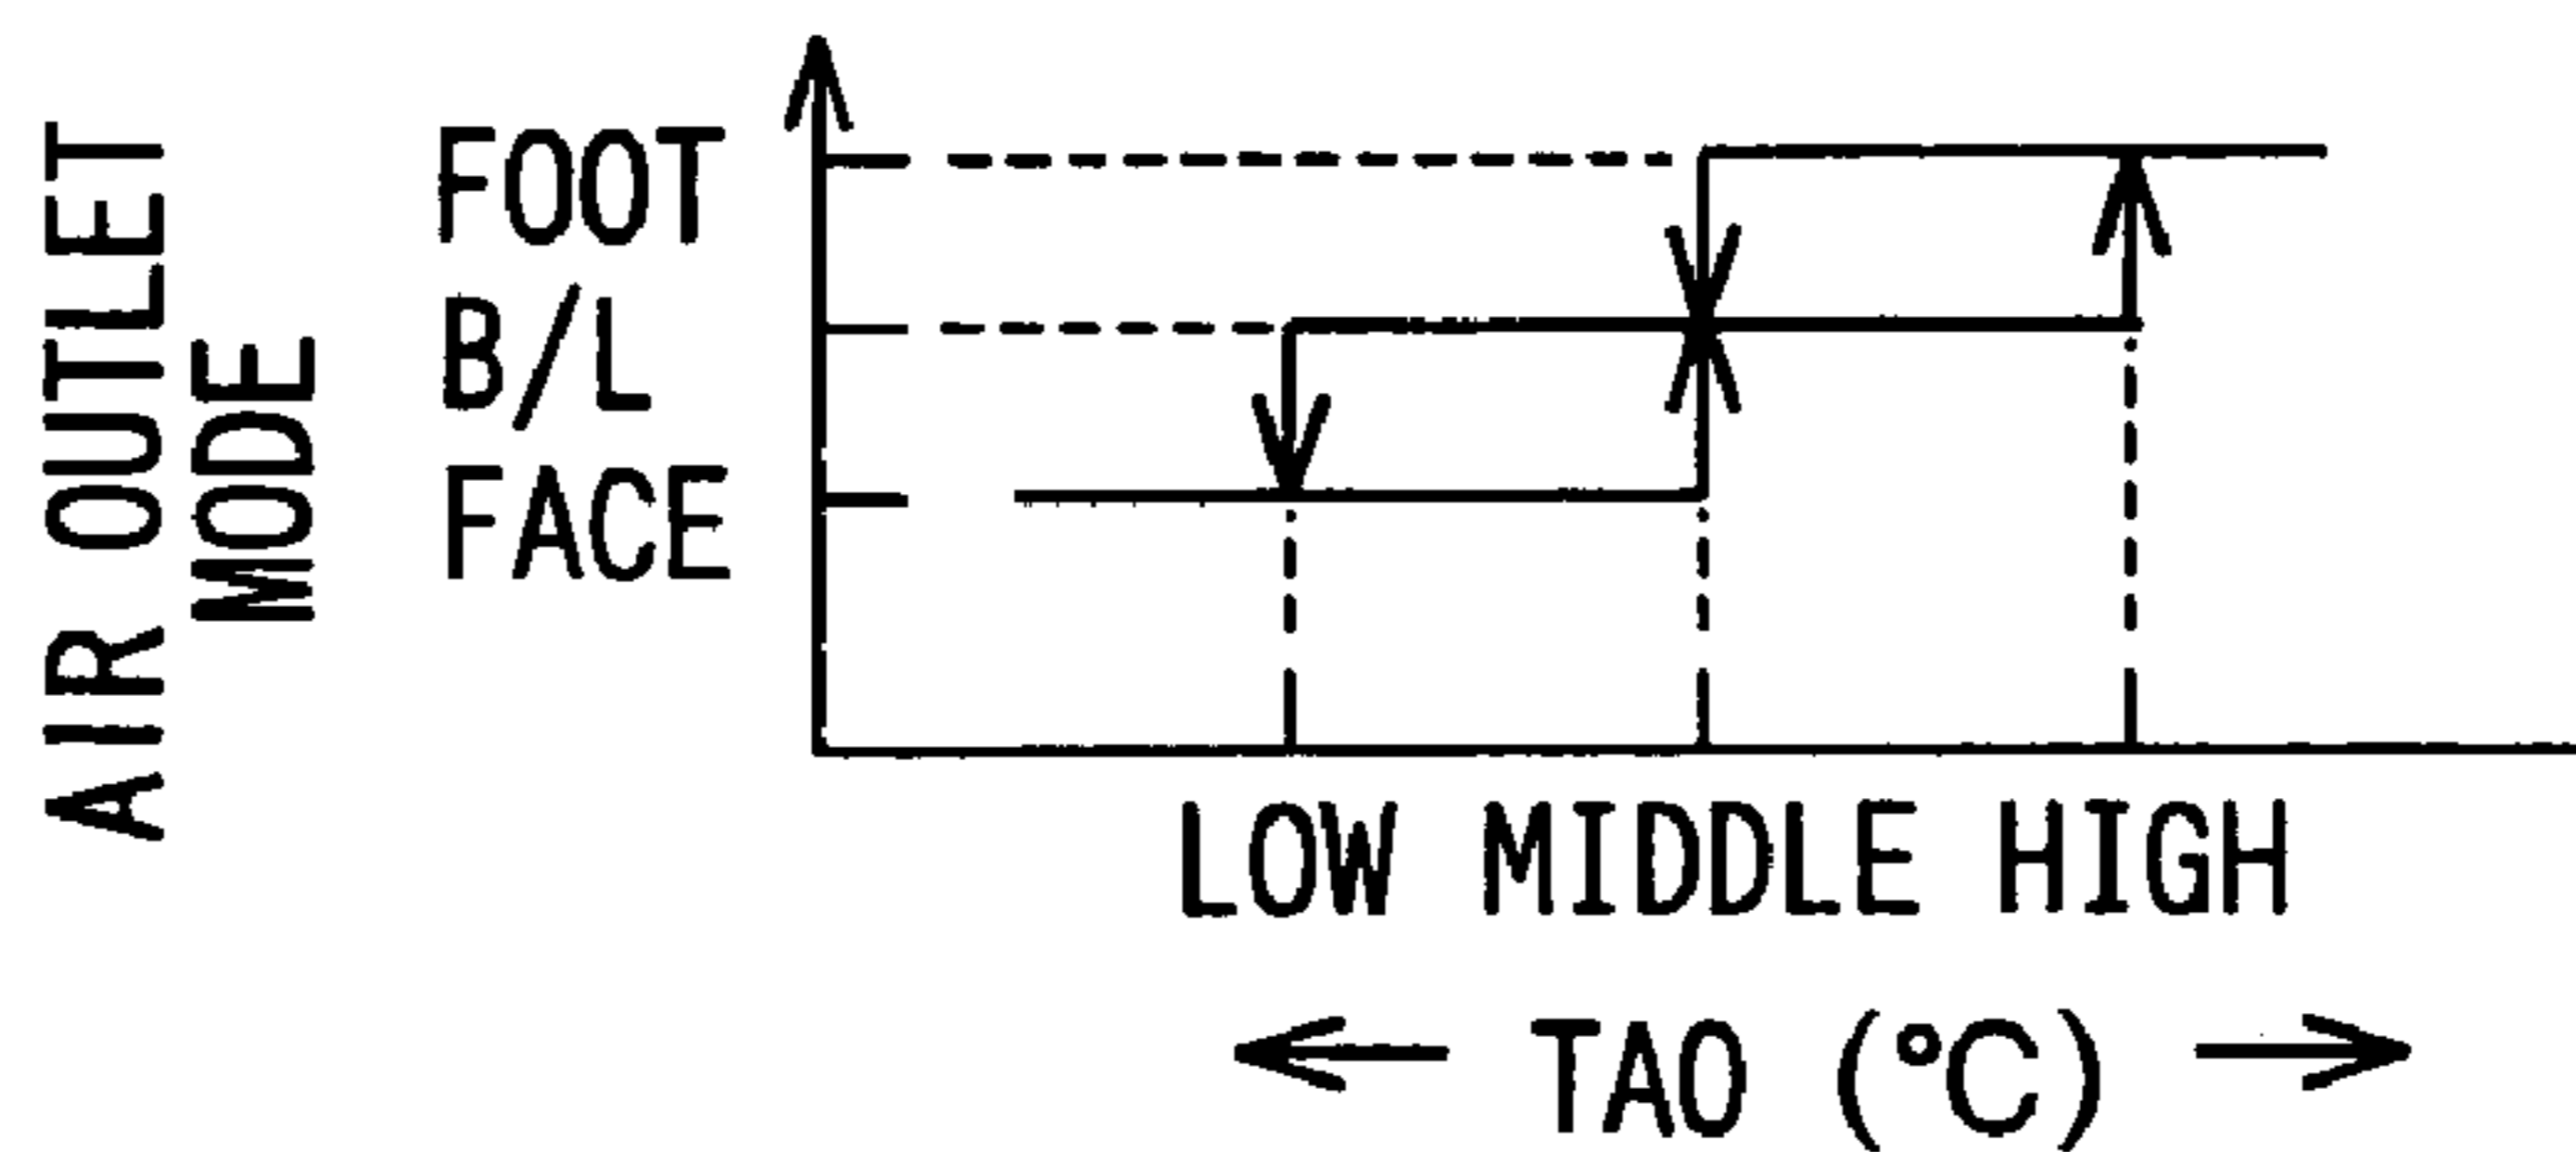 AIR OUTLET
MODE
FOOT
B/L
FACE
LOW MIDDLE HIGH
TAO (°C)